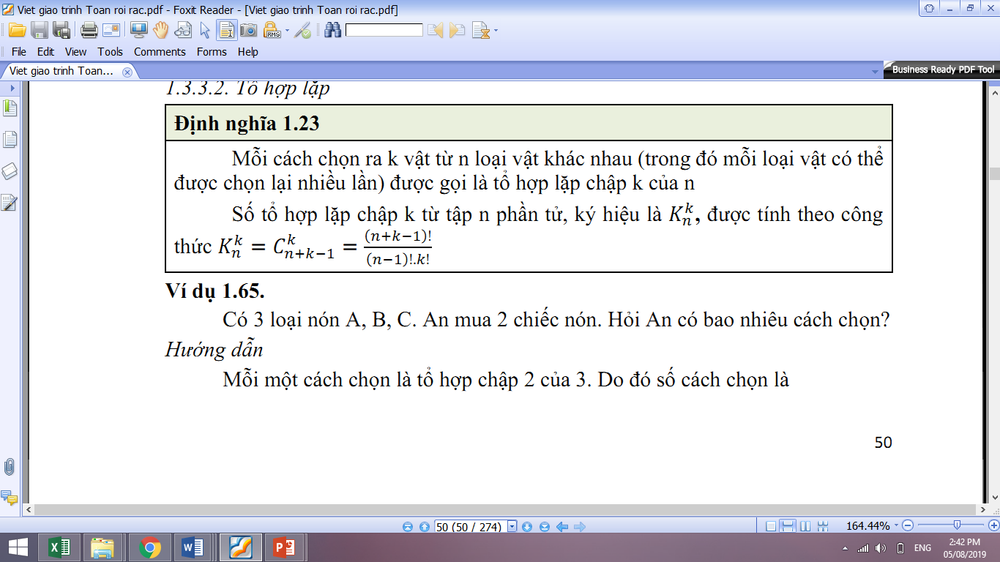 Viet giao trinh Toan roi rac.pdf - Foxit Reader - [Viet giao trinh Toan roi rac.pdf]
RMS
File Edit View Tools Comments Forms Help
Viet giao trinh Toan... Business Ready PDF Tool
1.3.3.2. Tổ hợp lặp
Định nghĩa 1.23
Mỗi cách chọn ra k vật từ n loại vật khác nhau (trong đó mỗi loại vật có thể
được chọn lại nhiều lần) được gọi là tổ hợp lặp chập k của n
Số tổ hợp lặp chập k từ tập n phần tử, ký hiệu là $K_n^k$, được tính theo công
thức $K_n^k = C_{n+k-1}^k = \frac{(n+k-1)!}{(n-1)!.k!}$
Ví dụ 1.65.
Có 3 loại nón A, B, C. An mua 2 chiếc nón. Hỏi An có bao nhiêu cách chọn?
Hướng dẫn
Mỗi một cách chọn là tổ hợp chập 2 của 3. Do đó số cách chọn là
50
50 (50 / 274) 164.44%
ENG 2:42 PM
05/08/2019